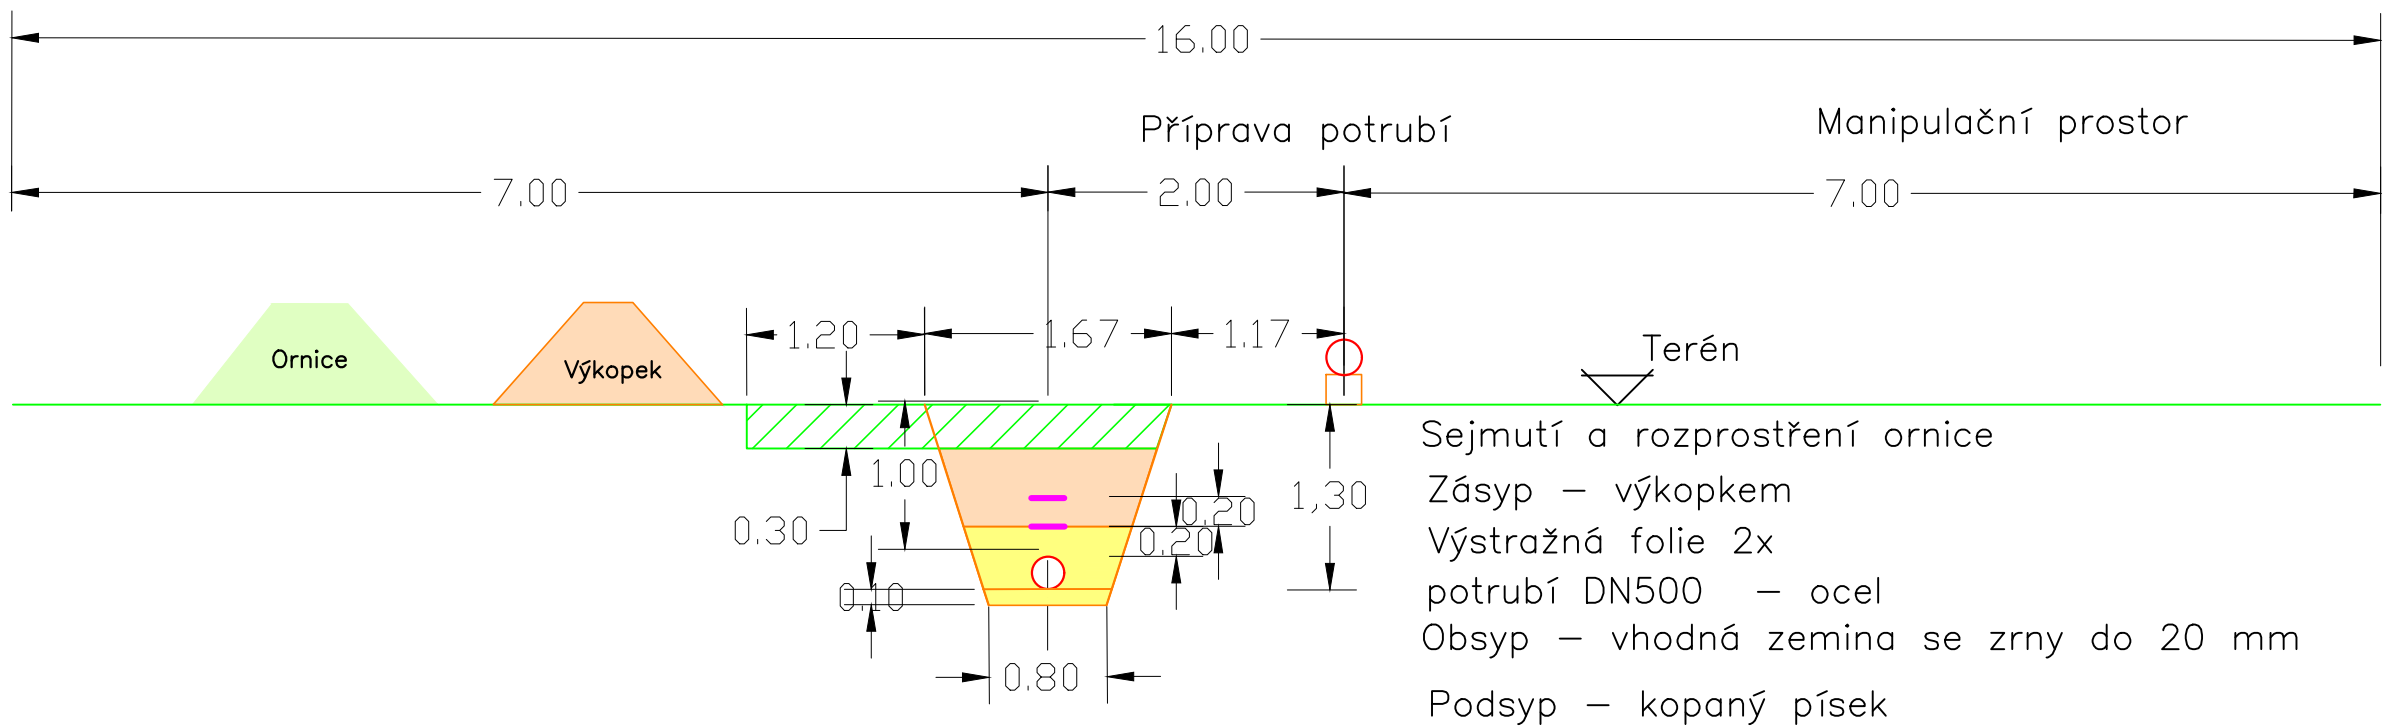 16.00
Příprava potrubí
Manipulační prostor
7.00
2.00
7.00
1.20
1.67
1.17
Ornice
Výkopek
Terén
Sejmutí a rozprostření ornice
1.00
Zásyp – výkopkem
1,30
0.20
0.30
0.20
Výstražná folie 2x
0.10
potrubí DN500 – ocel
Obsyp – vhodná zemina se zrny do 20 mm
0.80
Podsyp – kopaný písek